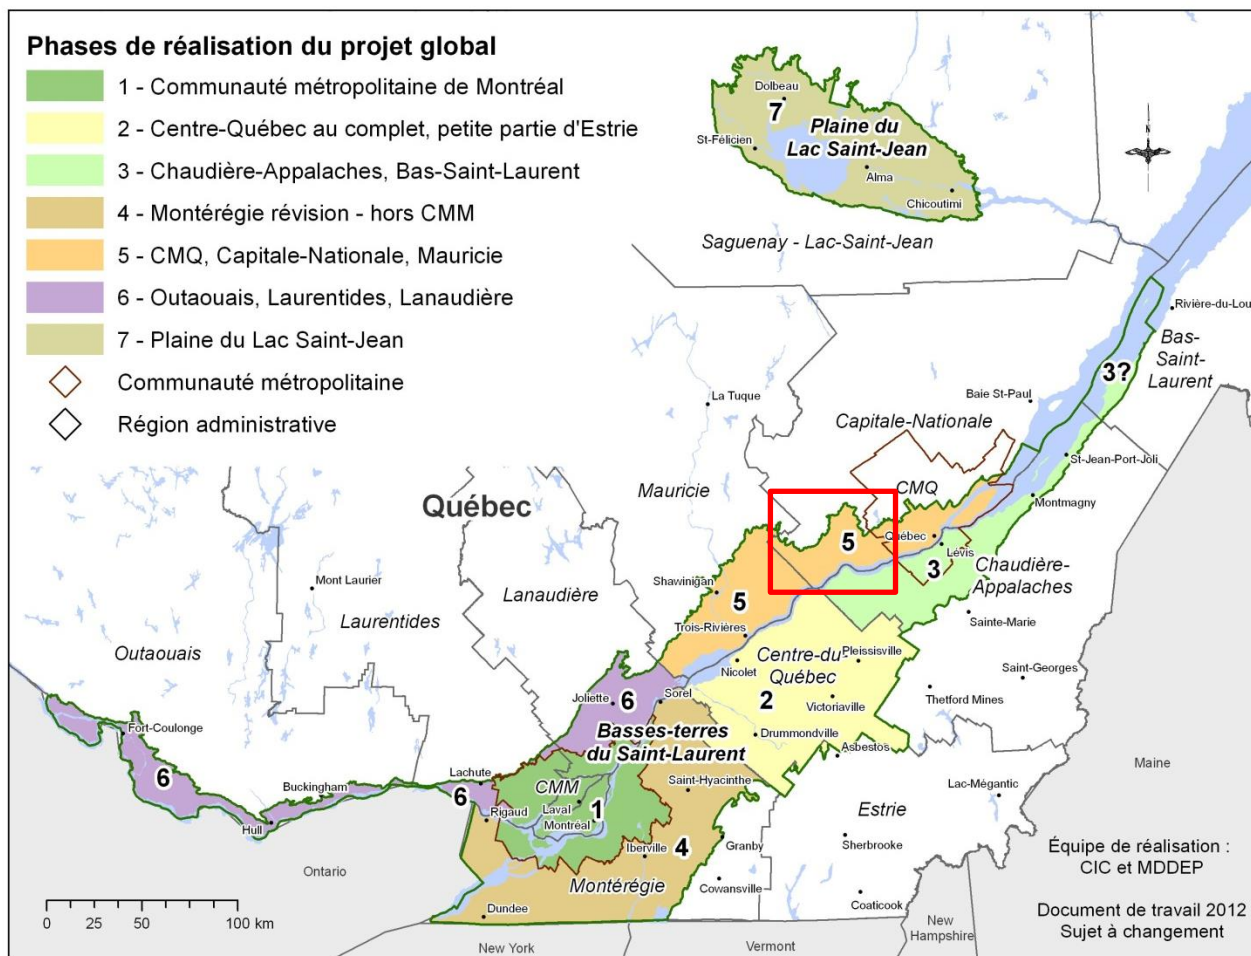 Phases de réalisation du projet global
1 - Communauté métropolitaine de Montréal
2 - Centre-Québec au complet, petite partie d'Estrie
3 - Chaudière-Appalaches, Bas-Saint-Laurent
4 - Montérégie révision - hors CMM
5 - CMQ, Capitale-Nationale, Mauricie
6 - Outaouais, Laurentides, Lanaudière
7 - Plaine du Lac Saint-Jean
Communauté métropolitaine
Région administrative
Dolbeau
7
Plaine du
Lac Saint-Jean
St-Félicien
Alma
Chicoutimi
Saguenay - Lac-Saint-Jean
N
Rivière-du-Lou
Bas-
Saint-
Laurent
3?
La Tuque
Baie St-Paul
Capitale-Nationale
St-Jean-Port-Joli
Mauricie
CMQ
Montmagny
Québec
5
Québec
Lévis
3
Chaudière-
Appalaches
Mont Laurier
Lanaudière
Shavinigan
5
Laurentides
Trois-Rivières
Sainte-Marie
Outaouais
Centre-du-
Québec
Plessisville
Nicolet
Saint-Georges
Joliette
6
Sorel
2
Victoriaville
Thetford Mines
Fort-Coulonge
Basses-terres
du Saint-Laurent
Drummondville
Asbestos
6
Buckingham
Lachute
CMM
Saint-Hyacinthe
Lac-Mégantic
Maine
6
Rigaud
Laval
1
Montréal
Estrie
Hull
Iberville
4
Granby
Sherbrooke
Équipe de réalisation :
CIC et MDDEP
Ontario
Montérégie
Cowansville
Coaticook
0
25
50
100 km
Dundee
Document de travail 2012
Sujet à changement
New York
Vermont
New
Hampshire